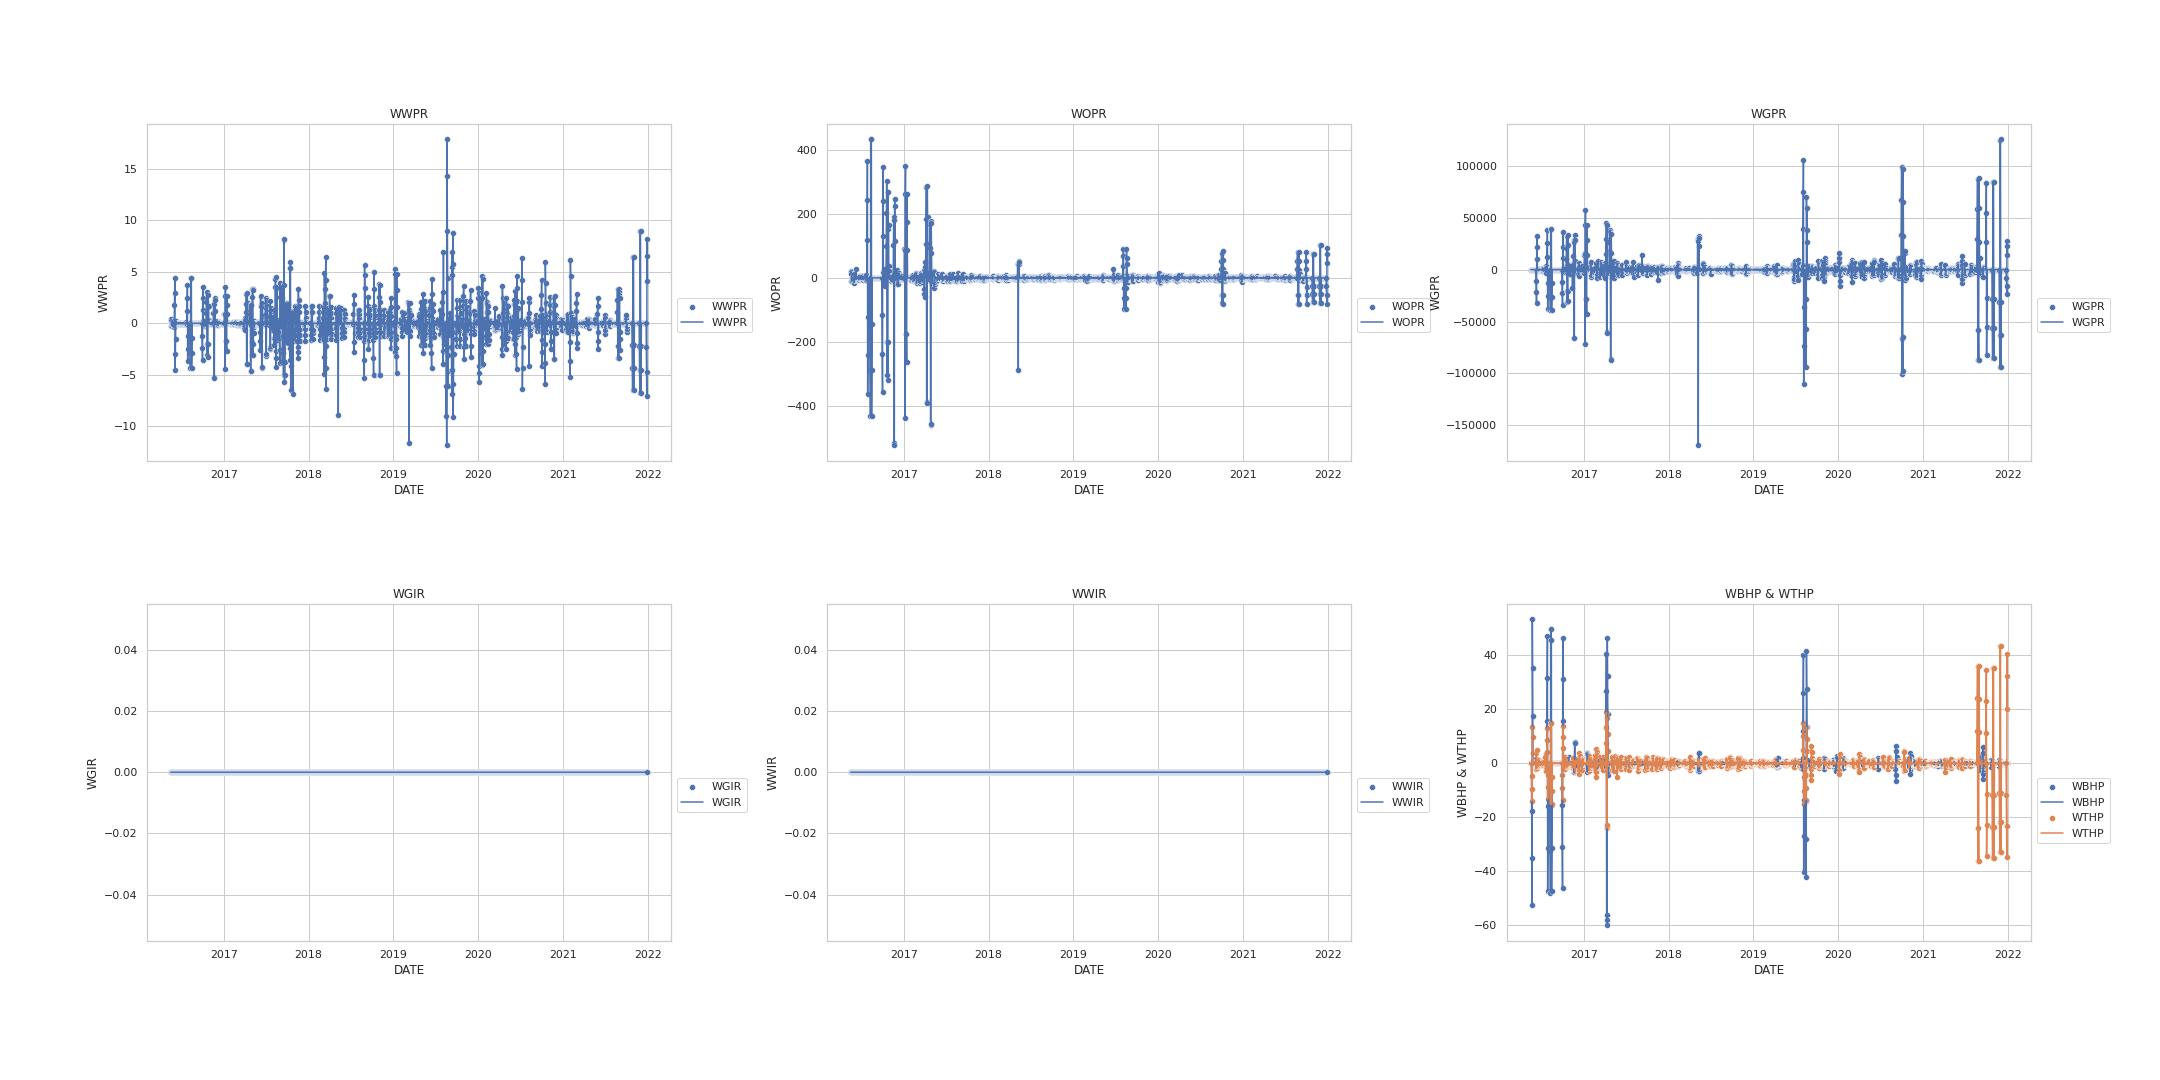 WWPR
WWPR
15
10
5
0
−5
−10
2017 2018 2019 2020 2021 2022
DATE
WWPR
WWPR
WOPR
WOPR
400
200
0
−200
−400
2017 2018 2019 2020 2021 2022
DATE
WOPR
WOPR
WGPR
WGPR
100000
50000
0
−50000
−100000
−150000
2017 2018 2019 2020 2021 2022
DATE
WGPR
WGPR
WGIR
WGIR
0.04
0.02
0.00
−0.02
−0.04
2017 2018 2019 2020 2021 2022
DATE
WGIR
WGIR
WWIR
WWIR
0.04
0.02
0.00
−0.02
−0.04
2017 2018 2019 2020 2021 2022
DATE
WWIR
WWIR
WBHP & WTHP
WBHP & WTHP
40
20
0
−20
−40
−60
2017 2018 2019 2020 2021 2022
DATE
WBHP
WBHP
WTHP
WTHP